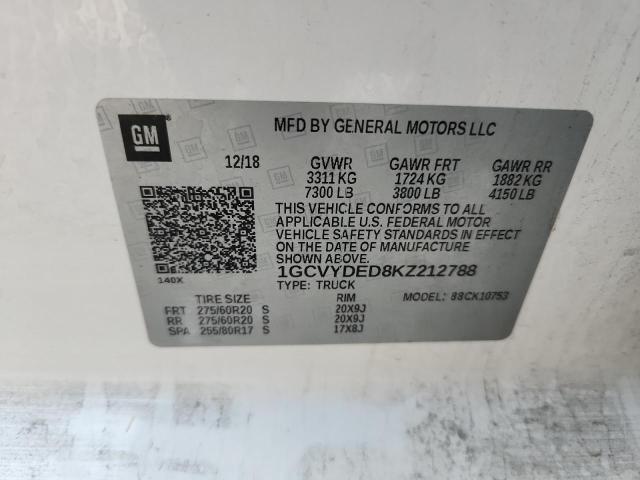 GM
MFD BY GENERAL MOTORS LLC
12/18 GVWR GAWR FRT GAWR RR
3311 KG 1724 KG 1882 KG
7300 LB 3800 LB 4150 LB
THIS VEHICLE CONFORMS TO ALL
APPLICABLE U.S. FEDERAL MOTOR
VEHICLE SAFETY STANDARDS IN EFFECT
ON THE DATE OF MANUFACTURE
SHOWN ABOVE.
140X
1GCVYDED8KZ212788
TYPE: TRUCK MODEL: 88CK10753
TIRE SIZE RIM
FRT 275/60R20 S 20X9J
RR 275/60R20 S 20X9J
SPA 255/80R17 S 17X8J